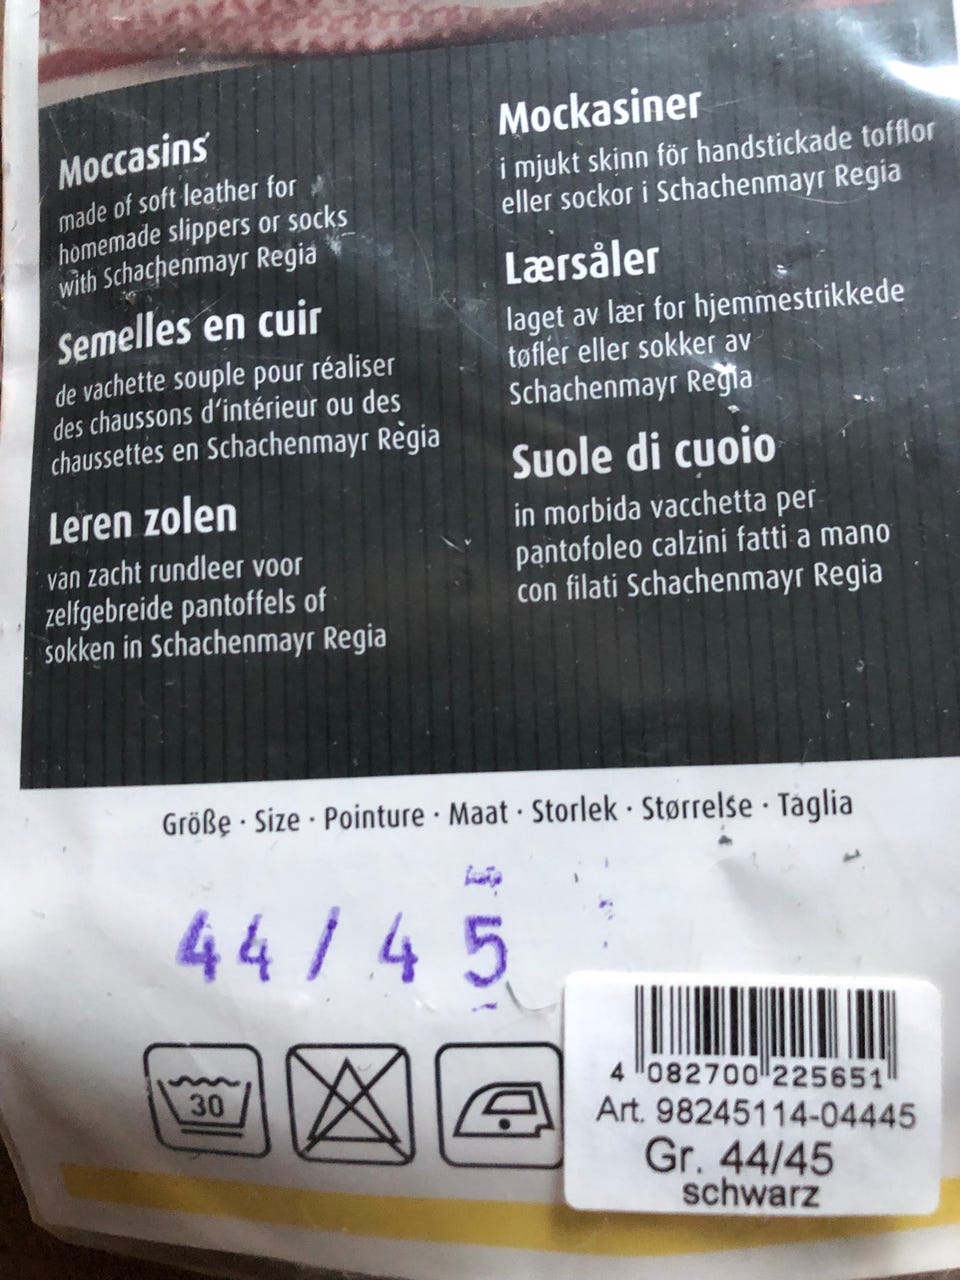 Moccasins
made of soft leather for
homemade slippers or socks
with Schachenmayr Regia
Semelles en cuir
de vachette souple pour réaliser
des chaussons d'intérieur ou des
chaussettes en Schachenmayr Regia
Leren zolen
van zacht rundleer voor
zelfgebreide pantoffels of
sokken in Schachenmayr Regia
Mockasiner
i mjukt skinn för handstickade tofflor
eller sockor i Schachenmayr Regia
Lærsåler
laget av lær for hjemmestrikkede
tøfler eller sokker av
Schachenmayr Regia
Suole di cuoio
in morbida vacchetta per
pantofoleo calzini fatti a mano
con filati Schachenmayr Regia
Größe · Size · Pointure · Maat · Storlek · Størrelse · Taglia
44/45
30
4 082700 225651
Art. 98245114-04445
Gr. 44/45
schwarz